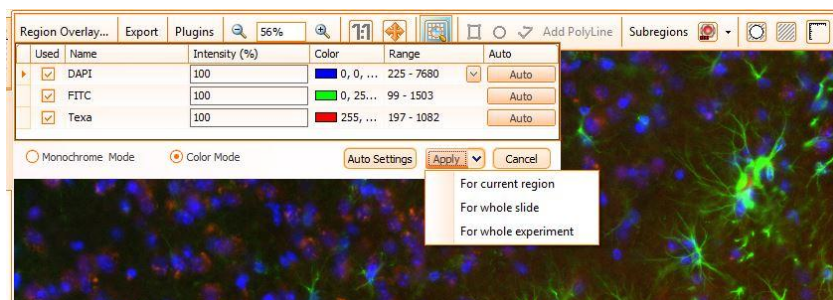 Region Overlay... Export Plugins 56% 1:1 Add PolyLine Subregions
Used Name Intensity (%) Color Range Auto
DAPI 100 0, 0, ... 225 - 7680 Auto
FITC 100 0, 25... 99 - 1503 Auto
Texa 100 255, ... 197 - 1082 Auto
Monochrome Mode Color Mode Auto Settings Apply Cancel
For current region
For whole slide
For whole experiment